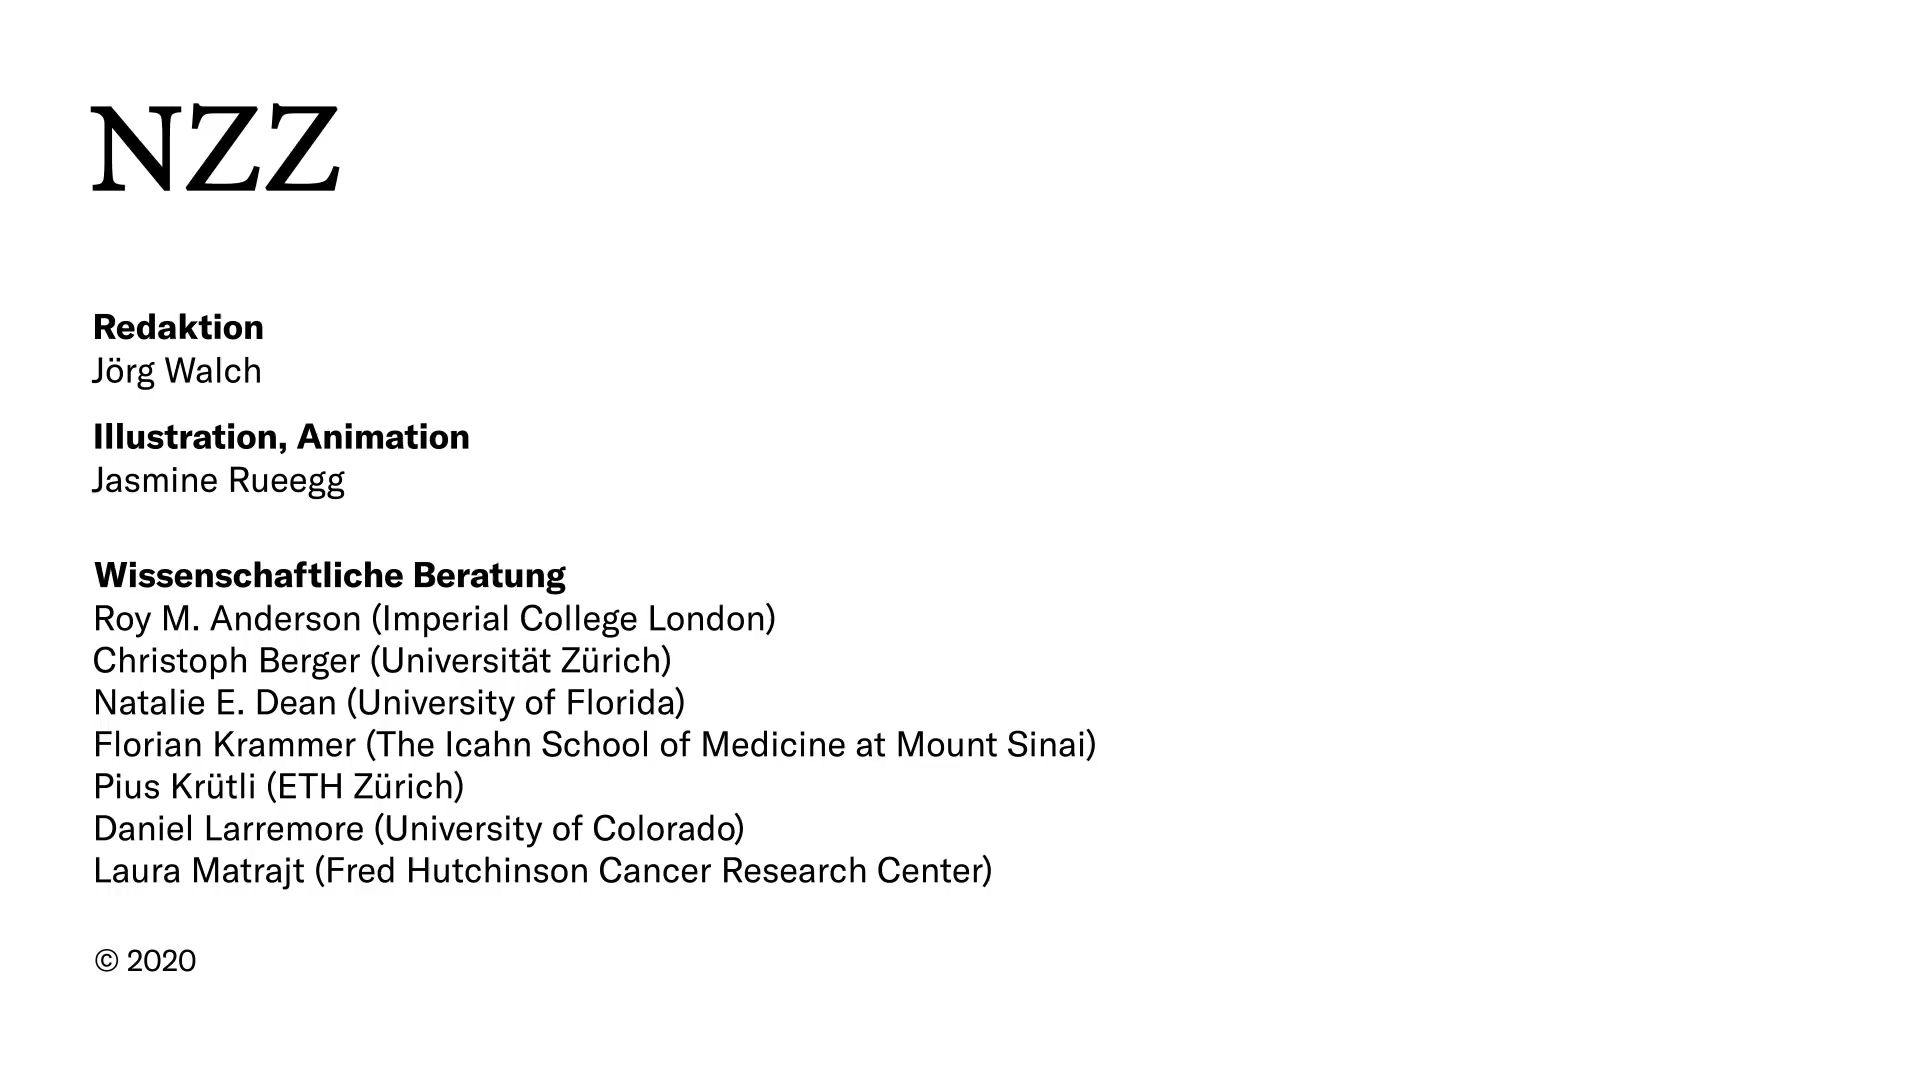 NZZ
Redaktion
Jörg Walch
Illustration, Animation
Jasmine Rueegg
Wissenschaftliche Beratung
Roy M. Anderson (Imperial College London)
Christoph Berger (Universität Zürich)
Natalie E. Dean (University of Florida)
Florian Krammer (The Icahn School of Medicine at Mount Sinai)
Pius Krütli (ETH Zürich)
Daniel Larremore (University of Colorado)
Laura Matrajt (Fred Hutchinson Cancer Research Center)
© 2020